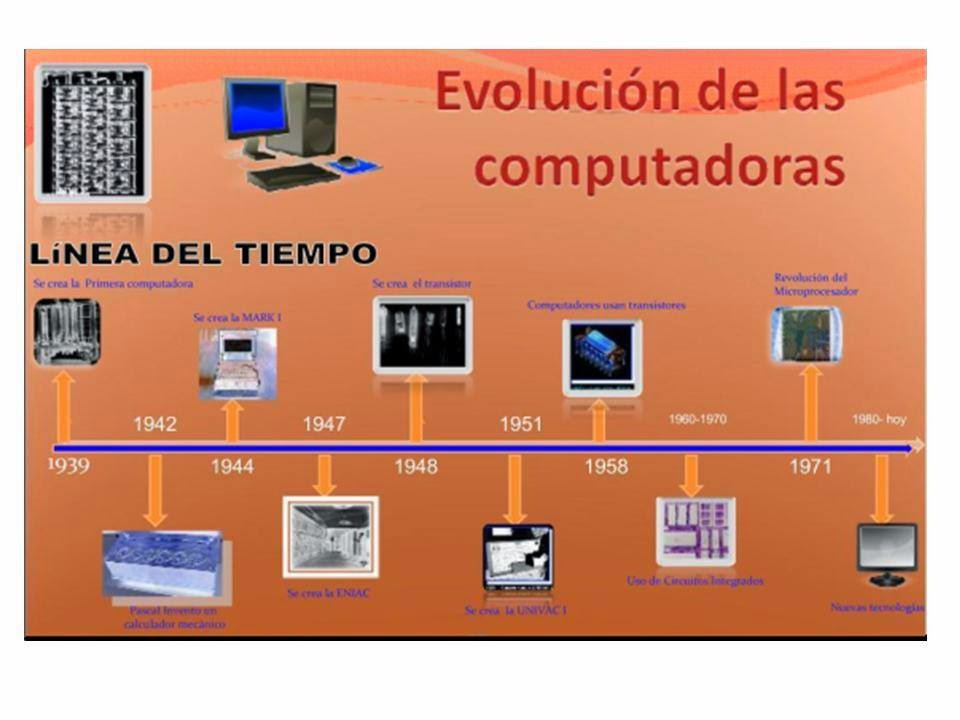 Evolución de las
computadoras
LíNEA DEL TIEMPO
Se crea la Primera computadora
Se crea la MARK I
Se crea el transistor
Computadores usan transistores
Revolución del
Microprocesador
1942
1947
1951
1960-1970
1980- hoy
1939
1944
1948
1958
1971
Pascal Invento un
calculador mecànico
Se crea la ENIAC
Se crea la UNIVAC I
Uso de Circuitos Integrados
Nuevas tecnologías